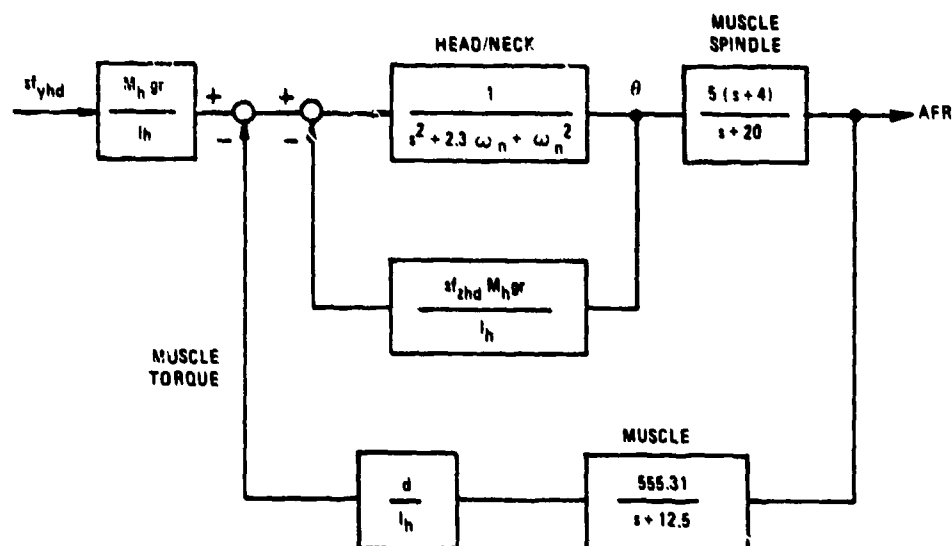 MUSCLE
SPINDLE
HEAD/NECK
sf_yhd
M_h gr
I_h
+
−
+
−
1
s² + 2.3 ω_n + ω_n²
θ
5 (s + 4)
s + 20
AFR
sf_zhd M_h gr
I_h
MUSCLE
TORQUE
MUSCLE
d
I_h
555.31
s + 12.5